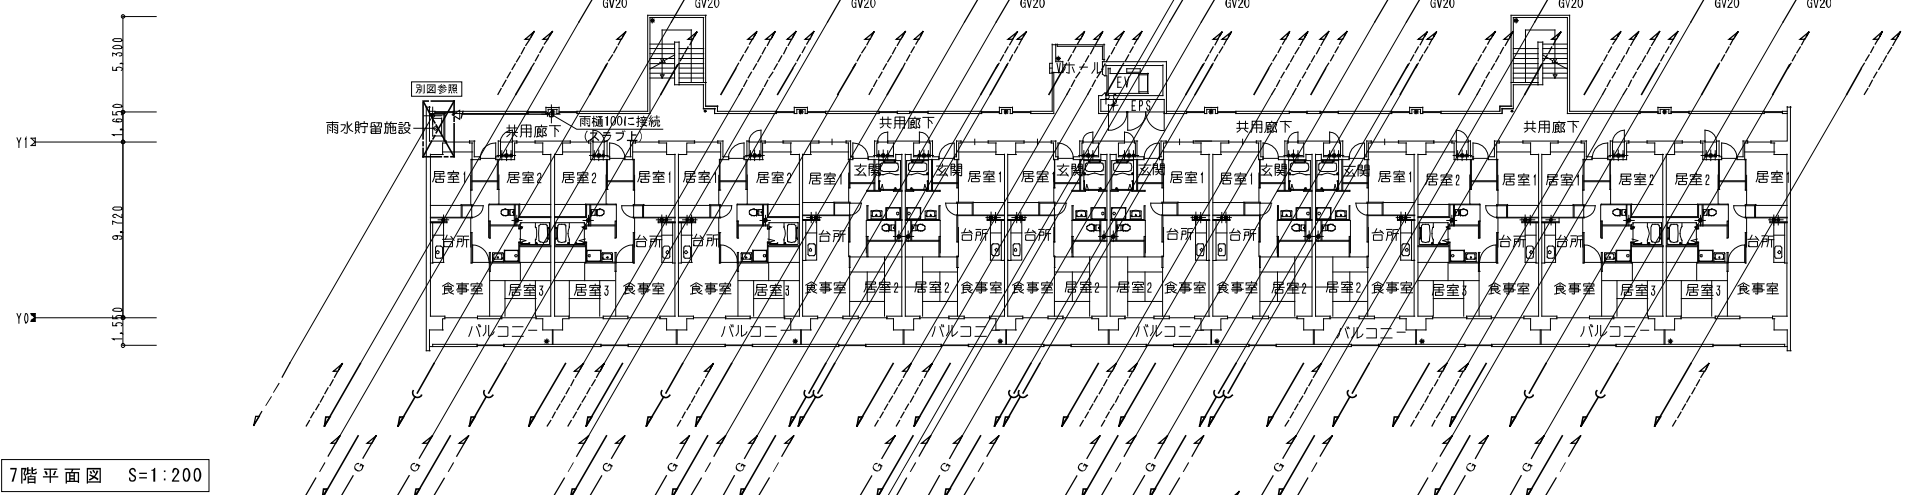 GV20 GV20 GV20 GV20 GV20 GV20 GV20 GV20
5,300
EVホール
EV
別図参照
EPS
1,650
雨水貯留施設
雨樋100に接続
(スラブ上)
共用廊下 共用廊下 共用廊下 共用廊下
Y1
玄関 玄関 玄関 玄関 玄関
居室1 居室2 居室2 居室1 居室1 居室2 居室1 居室1 居室1 居室1 居室1 居室1 居室2 居室1 居室1 居室2 居室2 居室1
9,720
台所 台所 台所 台所 台所 台所 台所 台所 台所 台所 台所 台所 台所
食事室 居室3 居室3 食事室 食事室 居室3 食事室 居室2 居室2 食事室 食事室 居室2 居室2 食事室 食事室 居室2 居室2 食事室 居室3 食事室 食事室 居室3 居室3 食事室
Y0
1,550
バルコニー バルコニー バルコニー バルコニー バルコニー バルコニー
C C C C C C C C C C C C
G G G G G G G G G G G G
7階平面図 S=1:200